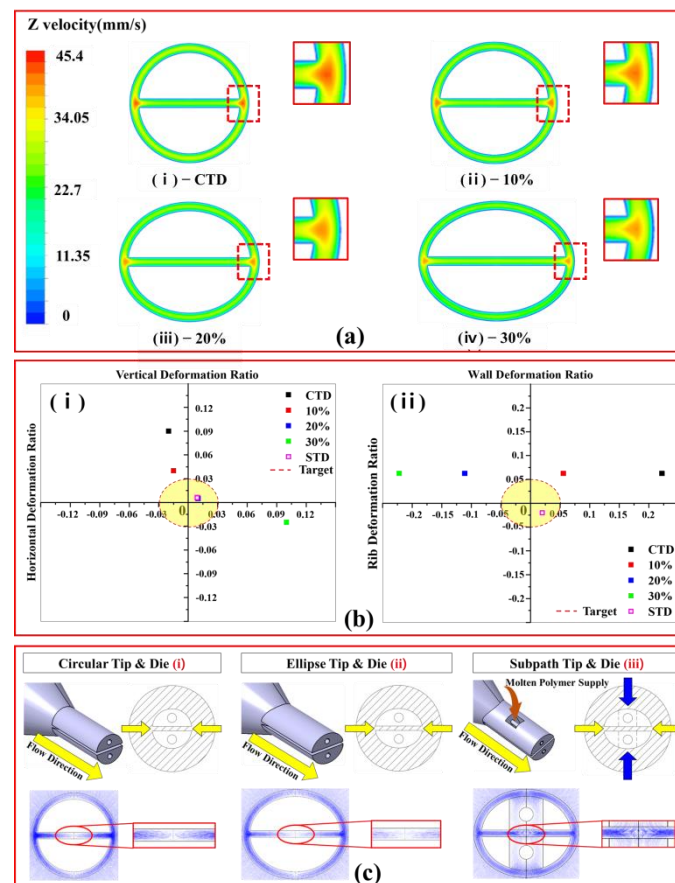 Z velocity(mm/s)
45.4
34.05
22.7
11.35
0
(i) – CTD
(ii) – 10%
(iii) – 20%
(iv) – 30%
(a)
Vertical Deformation Ratio
(i)
CTD
10%
20%
30%
STD
Target
0.12
0.09
0.06
0.03
0
-0.12 -0.09 -0.06 -0.03 0.03 0.06 0.09 0.12
-0.03
-0.06
-0.09
-0.12
Horizontal Deformation Ratio
Wall Deformation Ratio
(ii)
0.2
0.15
0.1
0.05
0
-0.2 -0.15 -0.1 -0.05 0.05 0.1 0.15 0.2
-0.05
-0.1
-0.15
-0.2
Rib Deformation Ratio
CTD
10%
20%
30%
Target STD
(b)
Circular Tip & Die (i)
Flow Direction
Ellipse Tip & Die (ii)
Flow Direction
Subpath Tip & Die (iii)
Molten Polymer Supply
Flow Direction
(c)